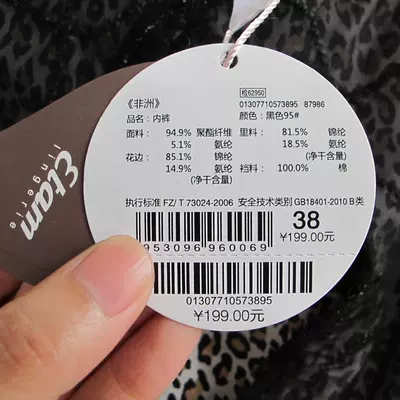 检92950
《非洲》 01307710573895 87986
品名：内裤 颜色：黑色95#
面料： 94.9% 聚酯纤维 里料： 81.5% 锦纶
5.1% 氨纶 18.5% 氨纶
花边： 85.1% 锦纶 (净干含量)
14.9% 氨纶 裆料： 100.0% 棉
(净干含量)
执行标准 FZ/ T 73024-2006 安全技术类别 GB18401-2010 B类
38
¥199.00元
953096960069
01307710573895
¥199.00元
Etam
lingerie